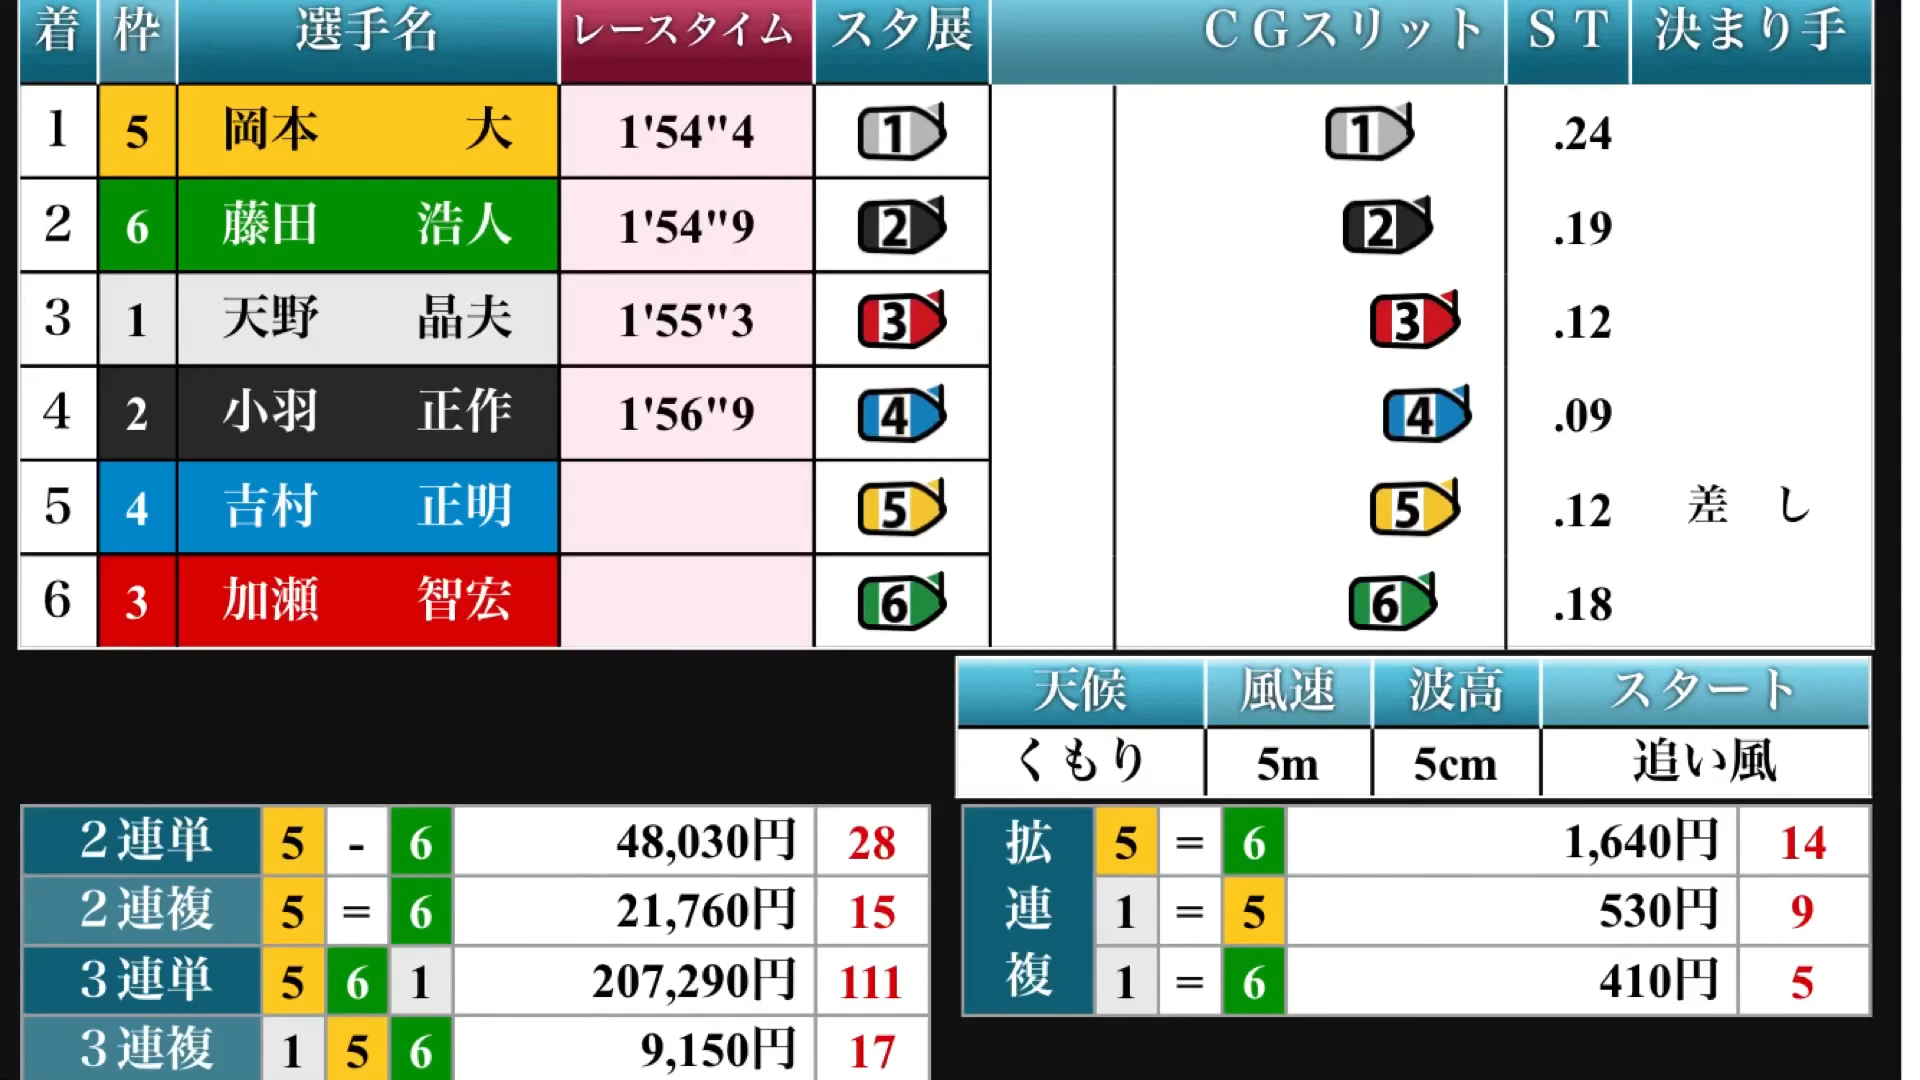 着 枠 選手名 レースタイム スタ展 CGスリット ST 決まり手
1 5 岡本 大 1'54"4 1 1 .24
2 6 藤田 浩人 1'54"9 2 2 .19
3 1 天野 晶夫 1'55"3 3 3 .12
4 2 小羽 正作 1'56"9 4 4 .09
5 4 吉村 正明 5 5 .12 差 し
6 3 加瀬 智宏 6 6 .18
天候 風速 波高 スタート
くもり 5m 5cm 追い風
2連単 5 - 6 48,030円 28
2連複 5 = 6 21,760円 15
3連単 5 6 1 207,290円 111
3連複 1 5 6 9,150円 17
拡連複 5 = 6 1,640円 14
1 = 5 530円 9
1 = 6 410円 5